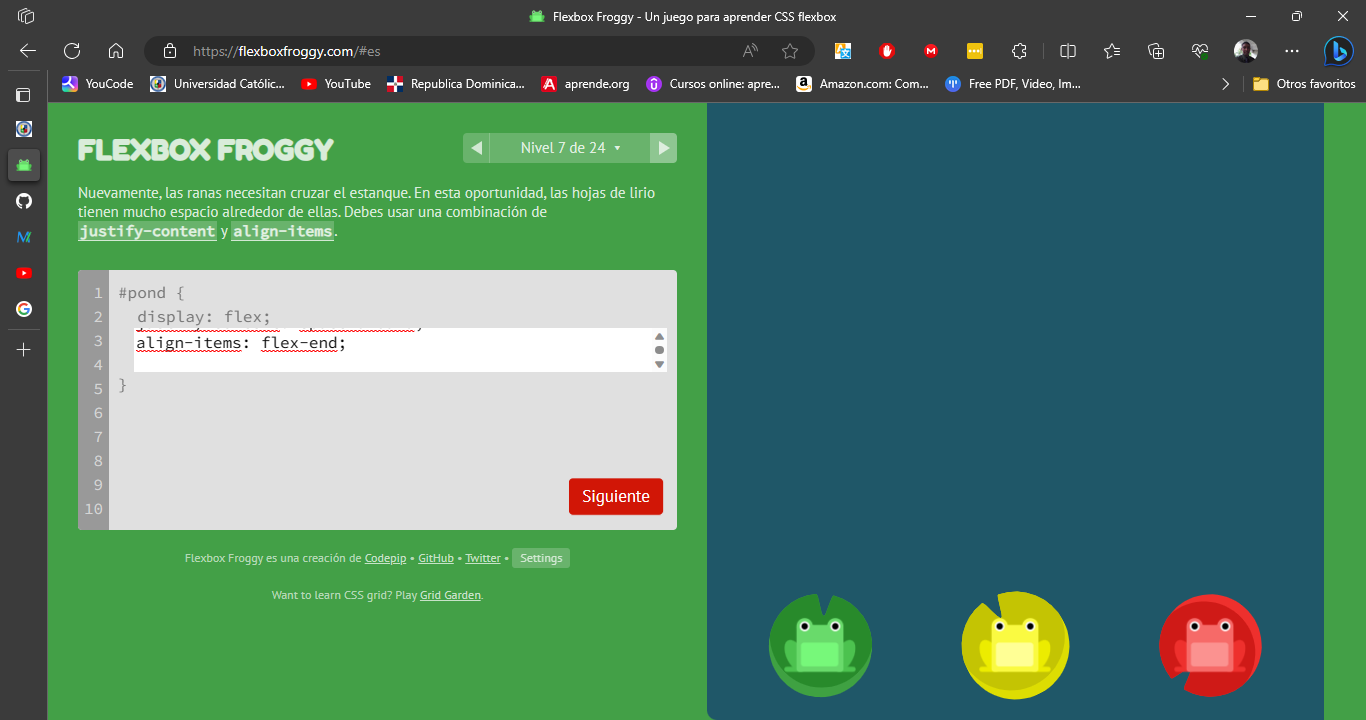 Flexbox Froggy - Un juego para aprender CSS flexbox
https://flexboxfroggy.com/#es
YouCode
Universidad Católic...
YouTube
Republica Dominica...
aprende.org
Cursos online: apre...
Amazon.com: Com...
Free PDF, Video, Im...
Otros favoritos
FLEXBOX FROGGY
Nivel 7 de 24
Nuevamente, las ranas necesitan cruzar el estanque. En esta oportunidad, las hojas de lirio
tienen mucho espacio alrededor de ellas. Debes usar una combinación de
justify-content y align-items.
1 #pond {
2 display: flex;
3 align-items: flex-end;
4
5 }
6
7
8
9
10
Siguiente
Flexbox Froggy es una creación de Codepip • GitHub • Twitter • Settings
Want to learn CSS grid? Play Grid Garden.